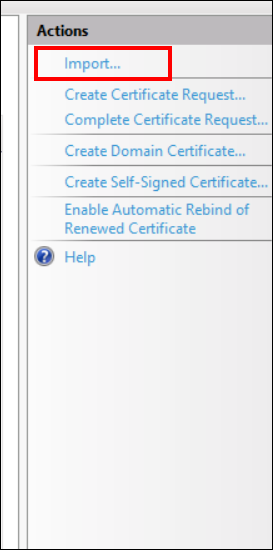 Actions
Import...
Create Certificate Request...
Complete Certificate Request...
Create Domain Certificate...
Create Self-Signed Certificate...
Enable Automatic Rebind of
Renewed Certificate
Help